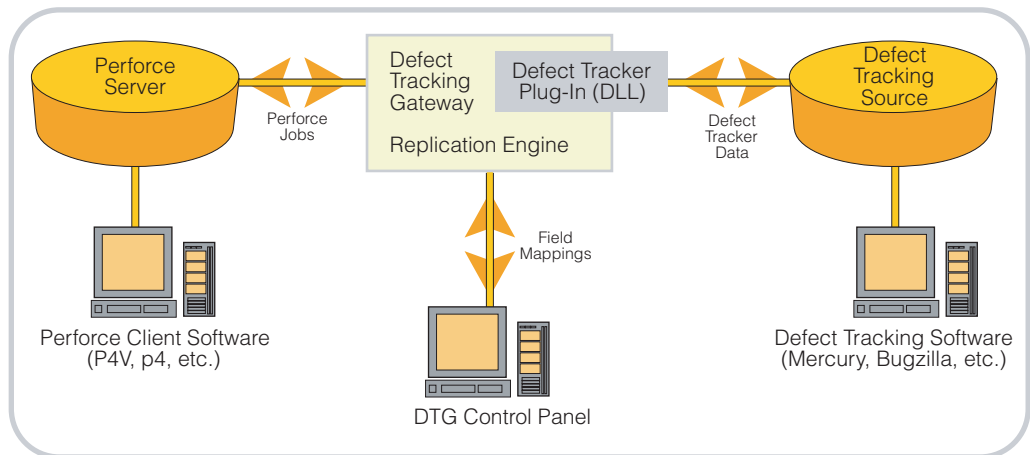 Perforce
Server
Perforce
Jobs
Defect
Tracking
Gateway
Replication Engine
Defect Tracker
Plug-In (DLL)
Defect
Tracker
Data
Defect
Tracking
Source
Field
Mappings
Perforce Client Software
(P4V, p4, etc.)
DTG Control Panel
Defect Tracking Software
(Mercury, Bugzilla, etc.)